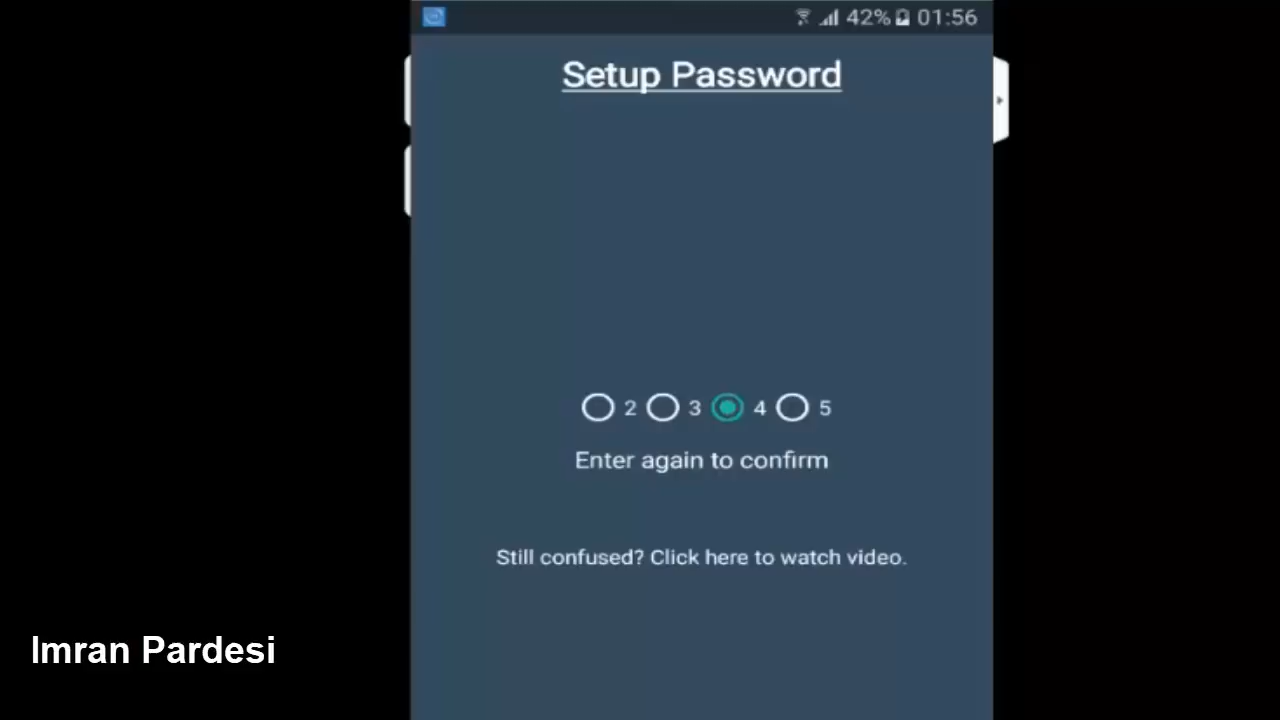 42% 01:56
Setup Password
2 3 4 5
Enter again to confirm
Still confused? Click here to watch video.
Imran Pardesi